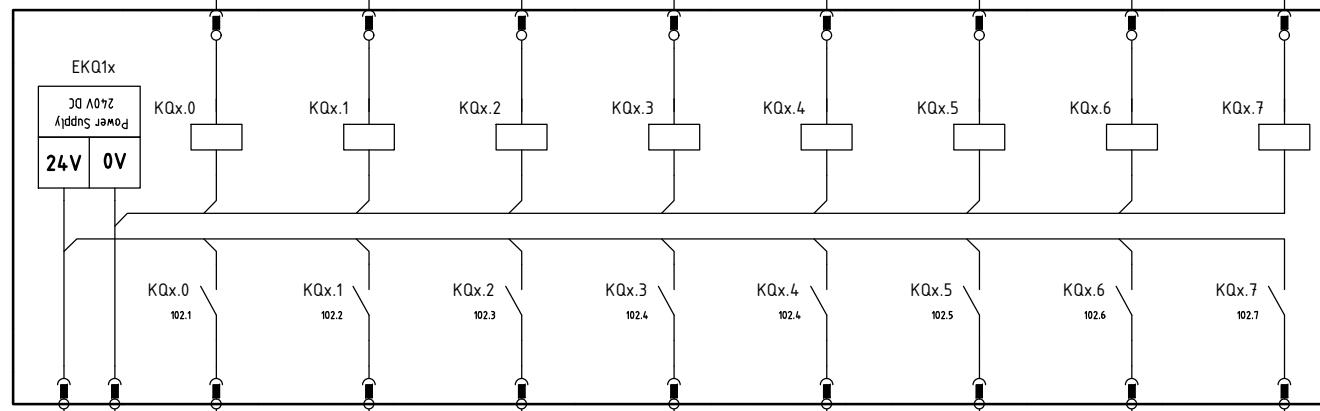 EKQ1x
Power Supply
240V DC
24V 0V
KQx.0 KQx.1 KQx.2 KQx.3 KQx.4 KQx.5 KQx.6 KQx.7
KQx.0 KQx.1 KQx.2 KQx.3 KQx.4 KQx.5 KQx.6 KQx.7
102.1 102.2 102.3 102.4 102.4 102.5 102.6 102.7